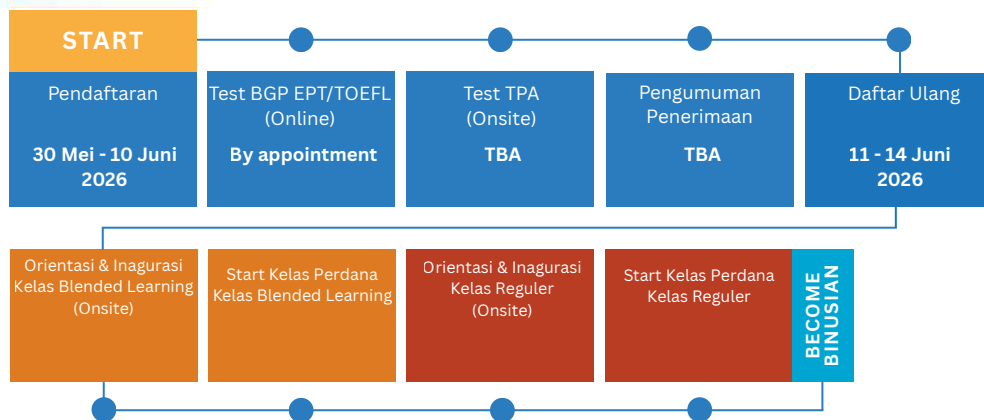 START
Pendaftaran
30 Mei - 10 Juni
2026
Test BGP EPT/TOEFL
(Online)
By appointment
Test TPA
(Onsite)
TBA
Pengumuman
Penerimaan
TBA
Daftar Ulang
11 - 14 Juni
2026
Orientasi & Inagurasi
Kelas Blended Learning
(Onsite)
Start Kelas Perdana
Kelas Blended Learning
Orientasi & Inagurasi
Kelas Reguler
(Onsite)
Start Kelas Perdana
Kelas Reguler
BECOME
BINUSIAN